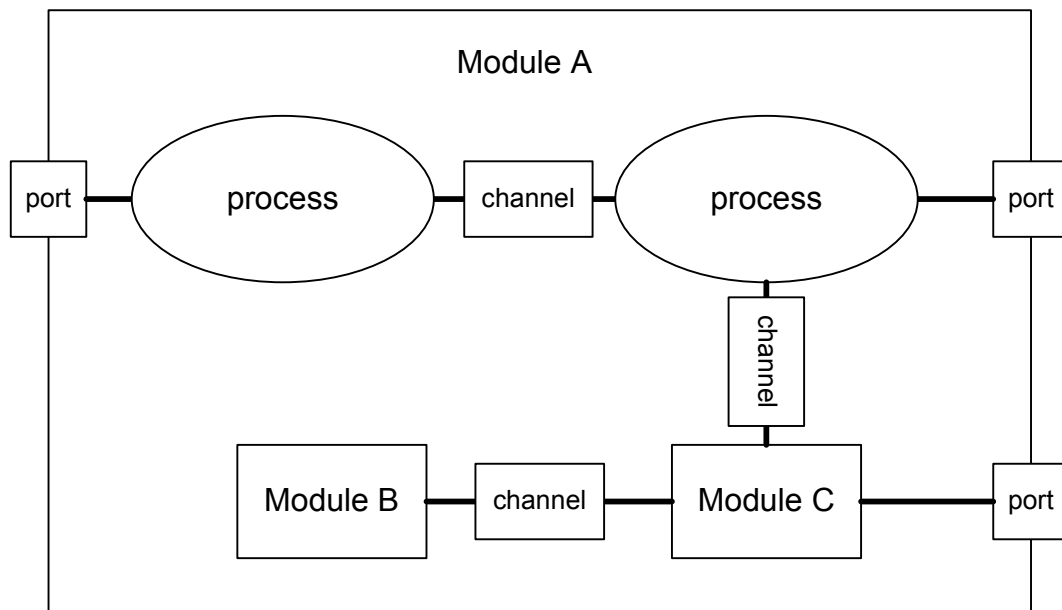 Module A
port
process
channel
process
port
channel
Module B
channel
Module C
port